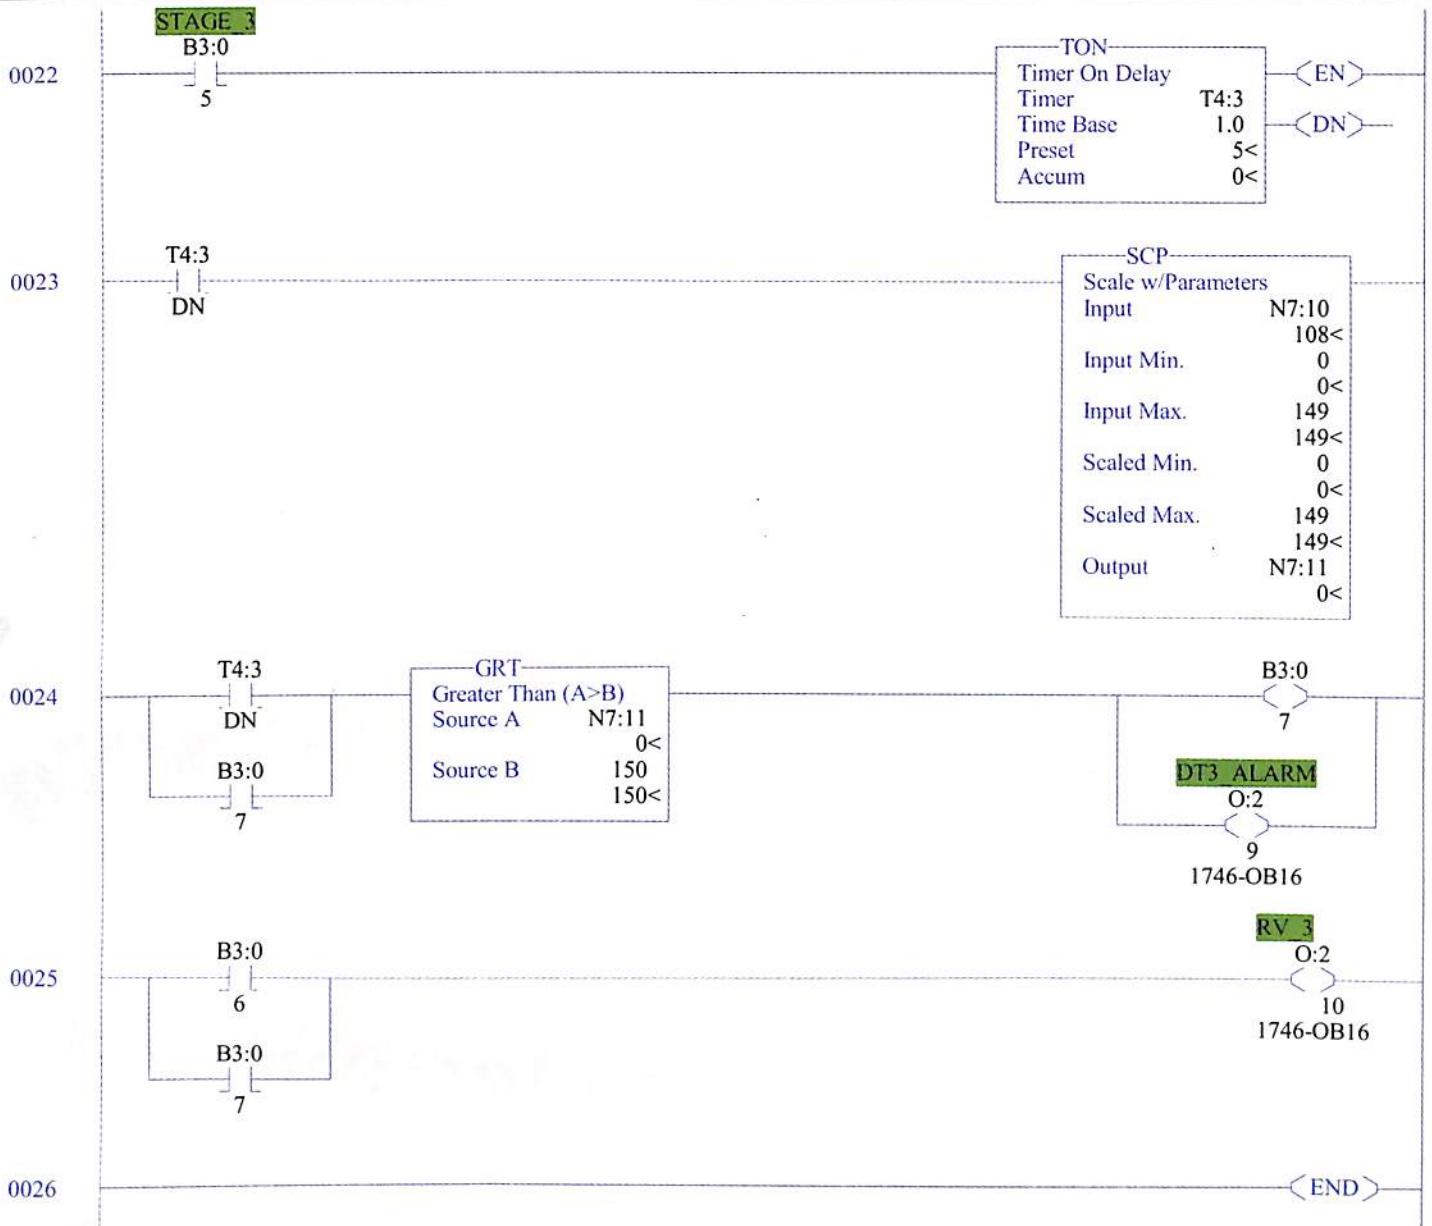 STAGE_3
B3:0
0022
5
TON
Timer On Delay
Timer T4:3
Time Base 1.0
Preset 5<
Accum 0<
EN
DN
0023
T4:3
DN
SCP
Scale w/Parameters
Input N7:10
108<
Input Min. 0
0<
Input Max. 149
149<
Scaled Min. 0
0<
Scaled Max. 149
149<
Output N7:11
0<
0024
T4:3
DN
B3:0
7
GRT
Greater Than (A>B)
Source A N7:11
0<
Source B 150
150<
B3:0
7
DT3_ALARM
O:2
9
1746-OB16
0025
B3:0
6
B3:0
7
RV_3
O:2
10
1746-OB16
0026
END